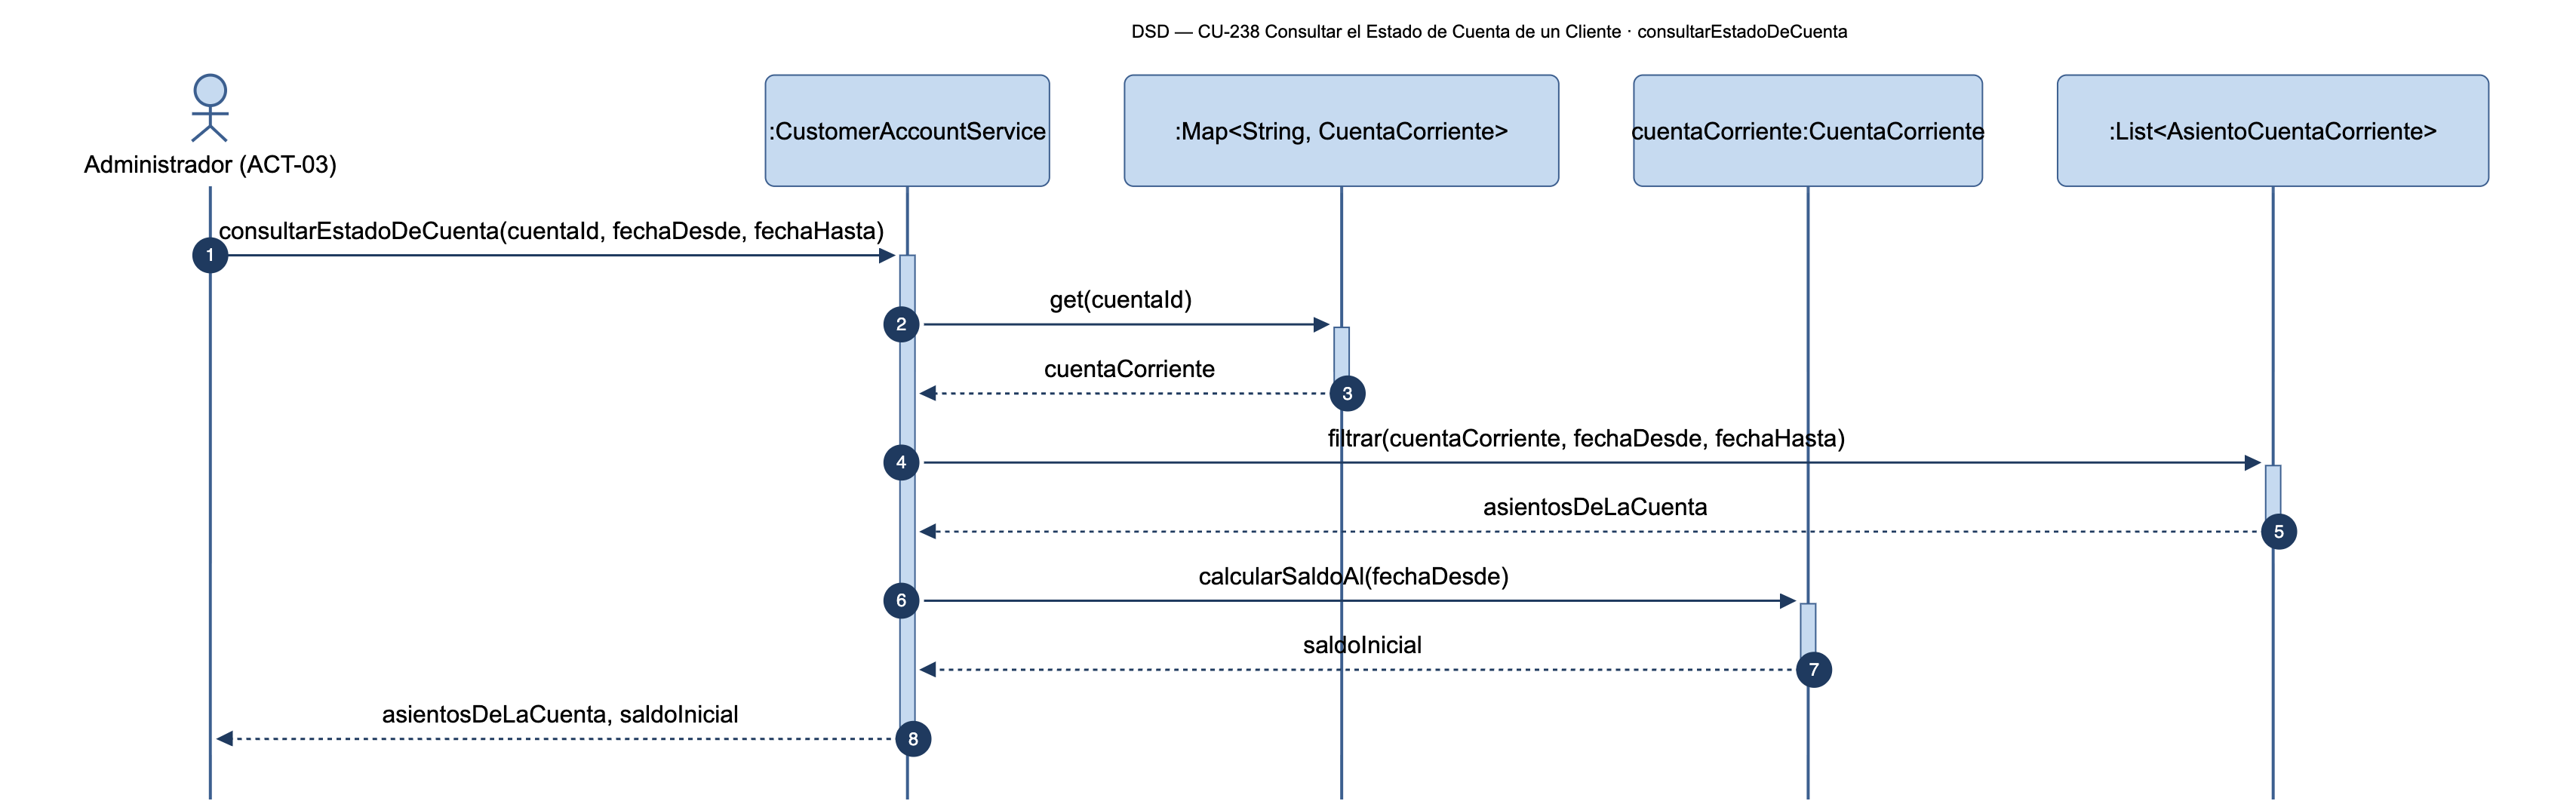 DSD — CU-238 Consultar el Estado de Cuenta de un Cliente · consultarEstadoDeCuenta
:CustomerAccountService
:Map<String, CuentaCorriente>
cuentaCorriente:CuentaCorriente
:List<AsientoCuentaCorriente>
Administrador (ACT-03)
consultarEstadoDeCuenta(cuentaId, fechaDesde, fechaHasta)
1
get(cuentaId)
2
cuentaCorriente
3
filtrar(cuentaCorriente, fechaDesde, fechaHasta)
4
asientosDeLaCuenta
5
calcularSaldoAl(fechaDesde)
6
saldoInicial
7
asientosDeLaCuenta, saldoInicial
8